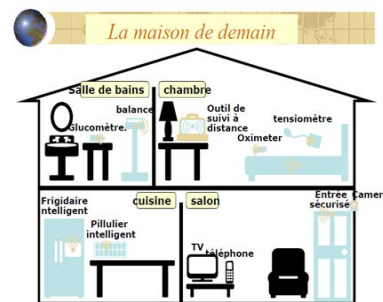 La maison de demain
Salle de bains
chambre
balance
Glucomètre.
Outil de
suivi à
distance
tensiomètre
Oximeter
Frigidaire
ntelligent
Pillulier
intelligent
cuisine
salon
TV
téléphone
Entrée
sécurisé
Camer